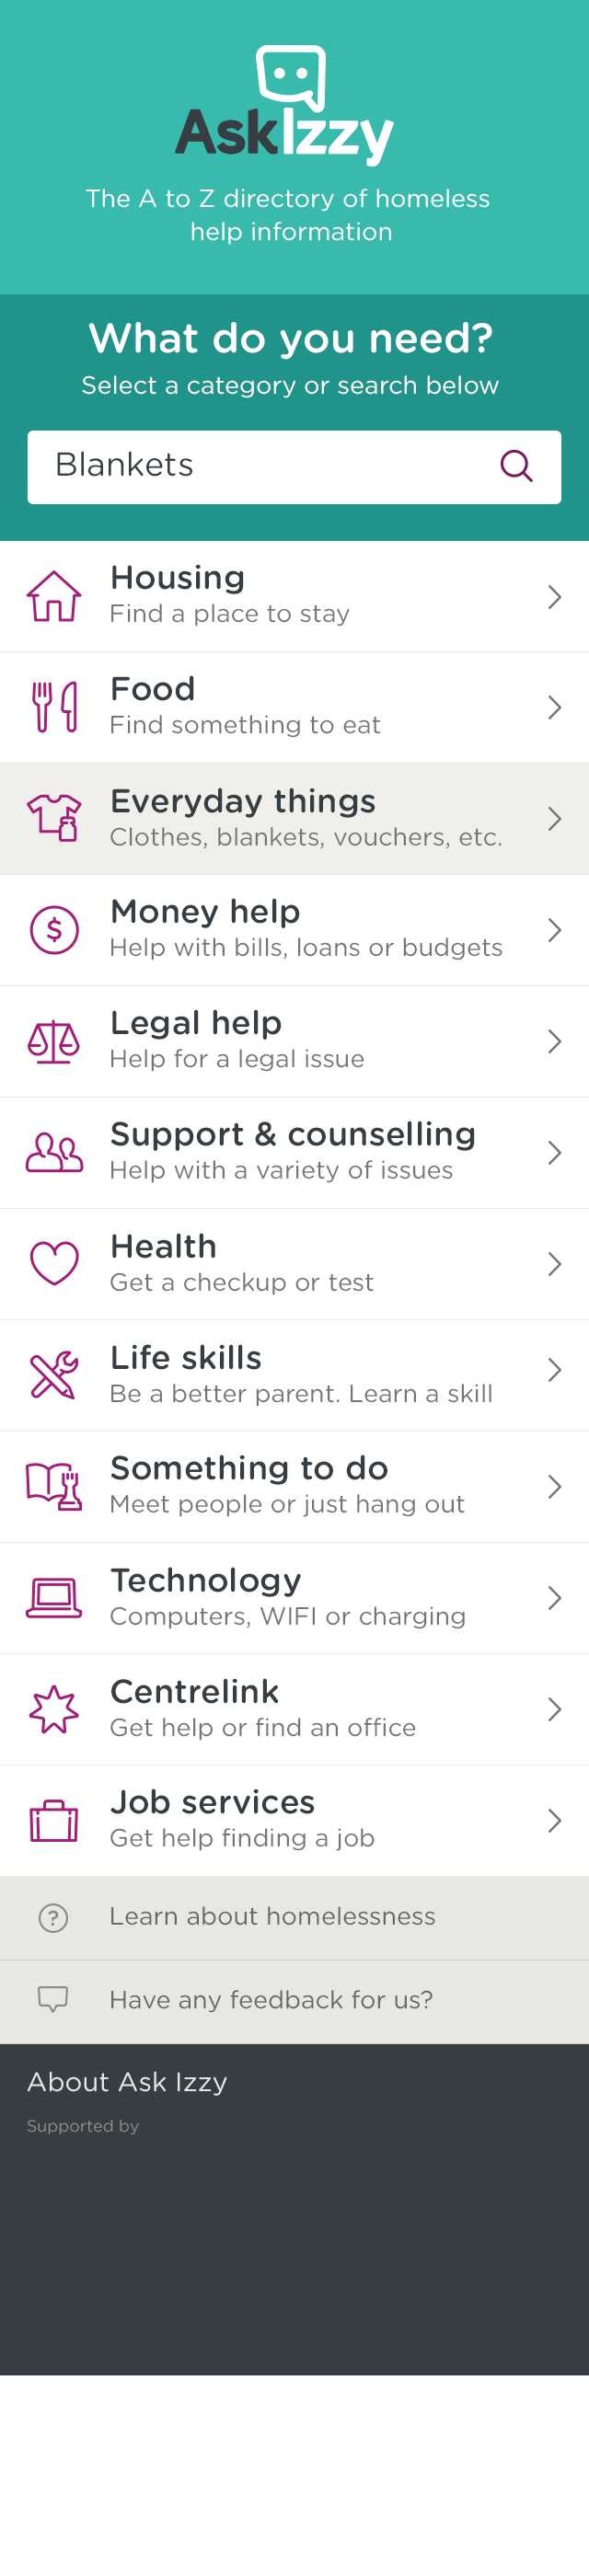 AskIzzy
The A to Z directory of homeless
help information
What do you need?
Select a category or search below
Blankets
Housing
Find a place to stay
Food
Find something to eat
Everyday things
Clothes, blankets, vouchers, etc.
$
Money help
Help with bills, loans or budgets
Legal help
Help for a legal issue
Support & counselling
Help with a variety of issues
Health
Get a checkup or test
Life skills
Be a better parent. Learn a skill
Something to do
Meet people or just hang out
Technology
Computers, WIFI or charging
Centrelink
Get help or find an office
Job services
Get help finding a job
? Learn about homelessness
Have any feedback for us?
About Ask Izzy
Supported by